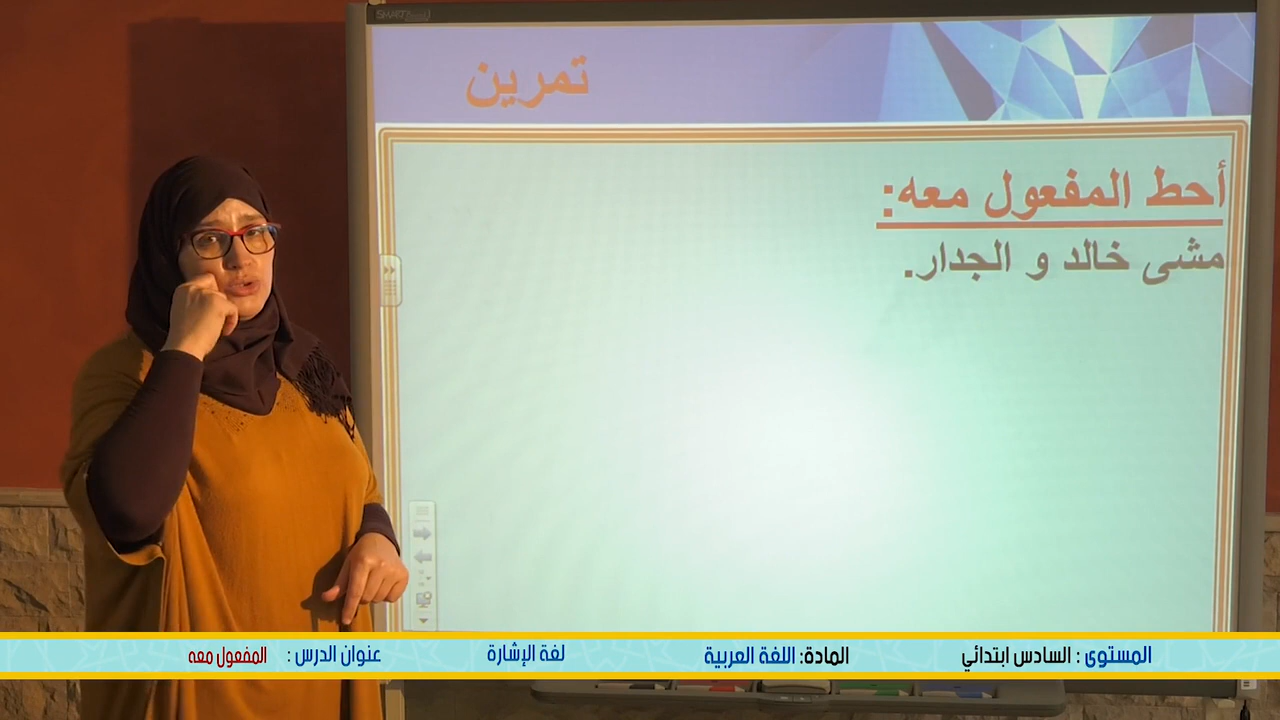 SMART
تمرين
أحط المفعول معه:
مشى خالد و الجدار.
المستوى : السادس ابتدائي
المادة: اللغة العربية
لغة الإشارة
عنوان الدرس : المفعول معه